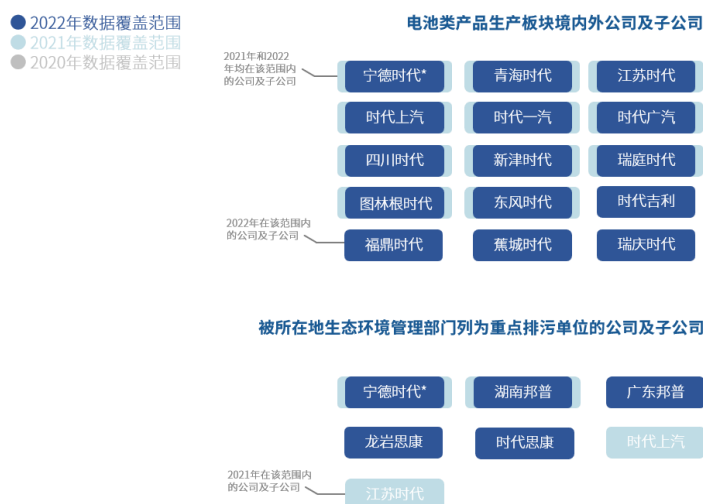 2022年数据覆盖范围
2021年数据覆盖范围
2020年数据覆盖范围
电池类产品生产板块境内外公司及子公司
2021年和2022
年均在该范围内
的公司及子公司
宁德时代* 青海时代 江苏时代
时代上汽 时代一汽 时代广汽
四川时代 新津时代 瑞庭时代
图林根时代 东风时代 时代吉利
2022年在该范围内
的公司及子公司
福鼎时代 蕉城时代 瑞庆时代
被所在地生态环境管理部门列为重点排污单位的公司及子公司
宁德时代* 湖南邦普 广东邦普
龙岩思康 时代思康 时代上汽
2021年在该范围内
的公司及子公司
江苏时代